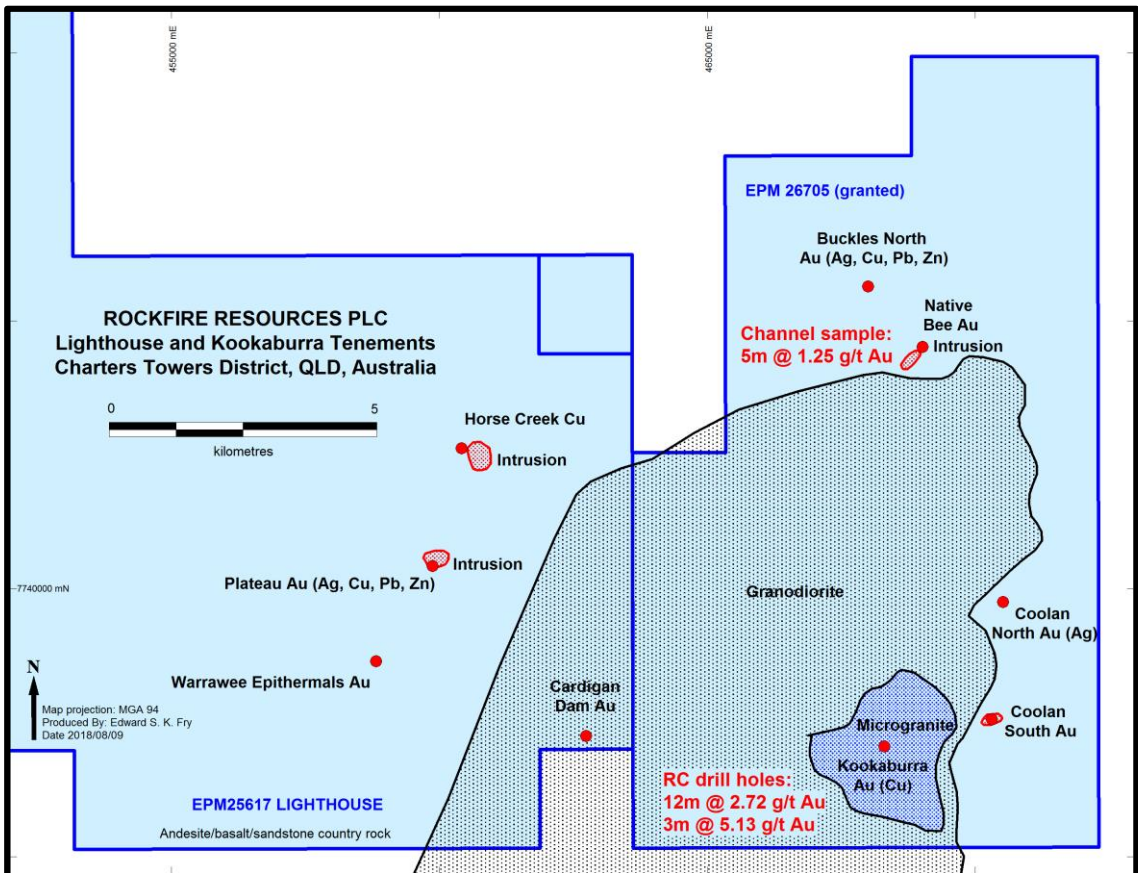 455000 mE
465000 mE
EPM 26705 (granted)
Buckles North
Au (Ag, Cu, Pb, Zn)
Native
Bee Au
Intrusion
Channel sample:
5m @ 1.25 g/t Au
ROCKFIRE RESOURCES PLC
Lighthouse and Kookaburra Tenements
Charters Towers District, QLD, Australia
0 5
kilometres
Horse Creek Cu
Intrusion
Intrusion
Plateau Au (Ag, Cu, Pb, Zn)
7740000 mN
Granodiorite
Coolan
North Au (Ag)
Warrawee Epithermals Au
Cardigan
Dam Au
N
Map projection: MGA 94
Produced By: Edward S. K. Fry
Date 2018/08/09
Microgranite
Kookaburra
Au (Cu)
Coolan
South Au
RC drill holes:
12m @ 2.72 g/t Au
3m @ 5.13 g/t Au
EPM25617 LIGHTHOUSE
Andesite/basalt/sandstone country rock